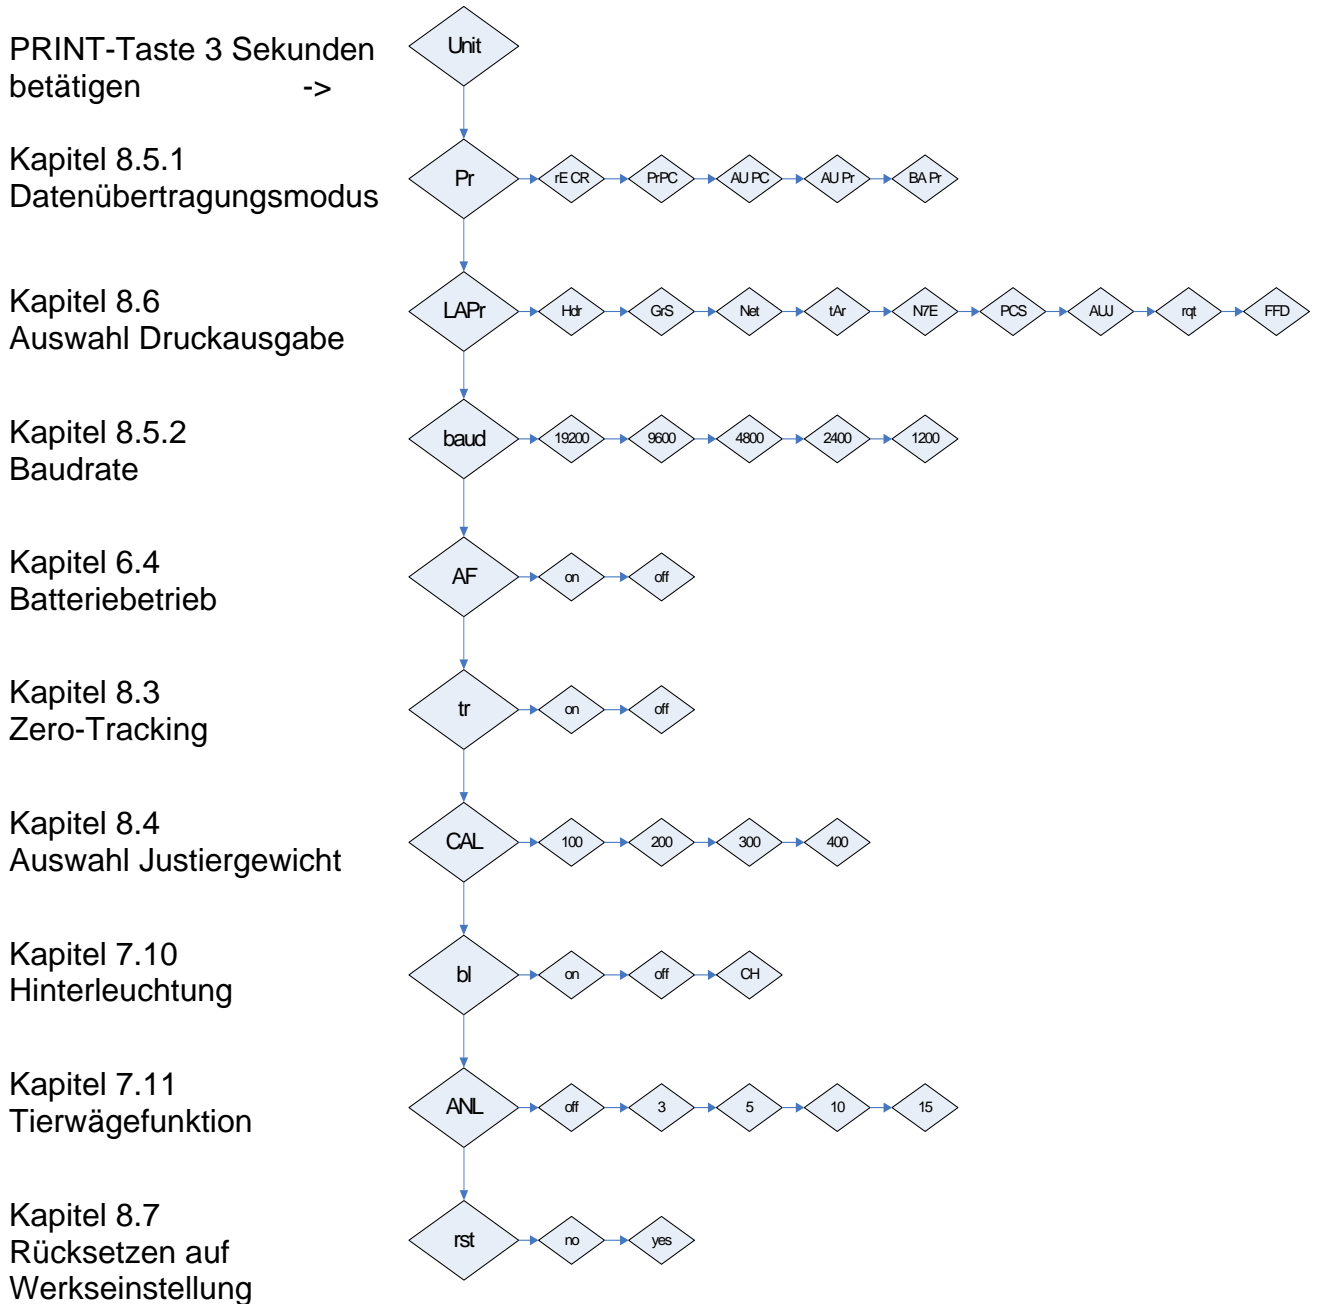 PRINT-Taste 3 Sekunden
betätigen ->
Unit
Kapitel 8.5.1
Datenübertragungsmodus
Pr
rE CR
PrPC
AU PC
AU Pr
BA Pr
Kapitel 8.6
Auswahl Druckausgabe
LAPr
Hdr
GrS
Net
tAr
N7E
PCS
AUJ
rqt
FFD
Kapitel 8.5.2
Baudrate
baud
19200
9600
4800
2400
1200
Kapitel 6.4
Batteriebetrieb
AF
on
off
Kapitel 8.3
Zero-Tracking
tr
on
off
Kapitel 8.4
Auswahl Justiergewicht
CAL
100
200
300
400
Kapitel 7.10
Hinterleuchtung
bl
on
off
CH
Kapitel 7.11
Tierwägefunktion
ANL
off
3
5
10
15
Kapitel 8.7
Rücksetzen auf
Werkseinstellung
rst
no
yes